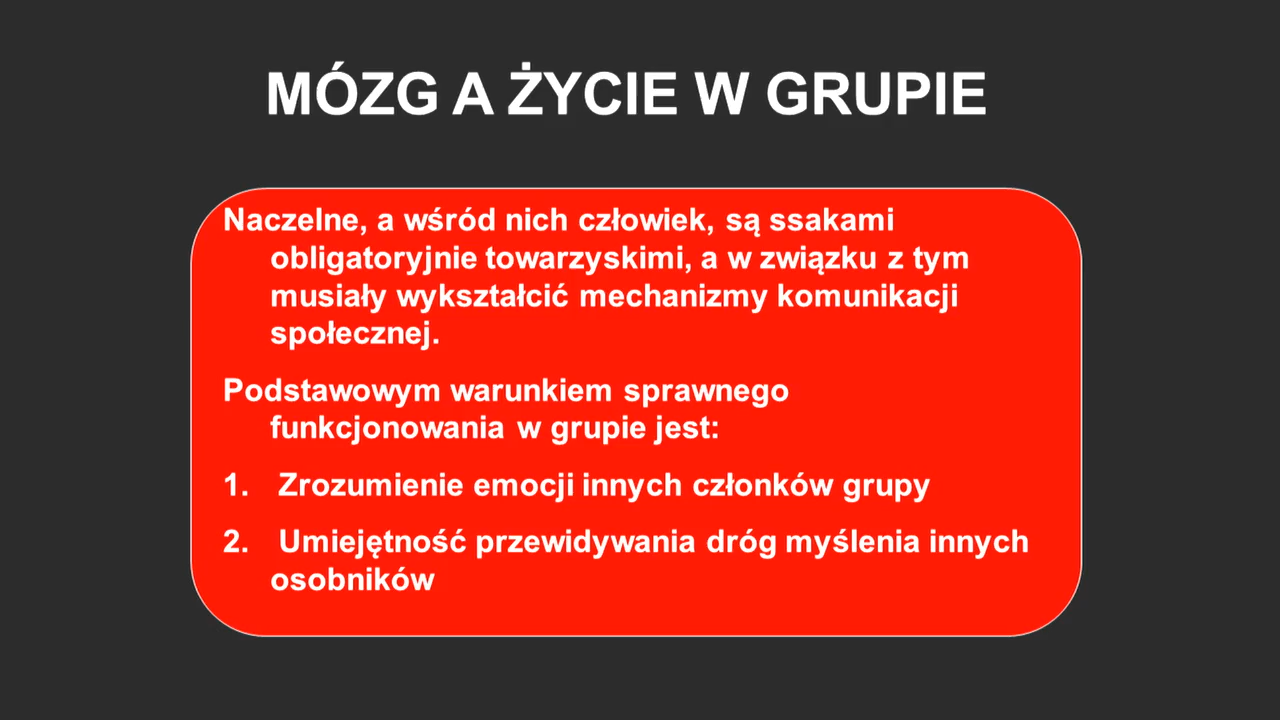 MÓZG A ŻYCIE W GRUPIE
Naczelne, a wśród nich człowiek, są ssakami
obligatoryjnie towarzyskimi, a w związku z tym
musiały wykształcić mechanizmy komunikacji
społecznej.
Podstawowym warunkiem sprawnego
funkcjonowania w grupie jest:
1. Zrozumienie emocji innych członków grupy
2. Umiejętność przewidywania dróg myślenia innych
osobników